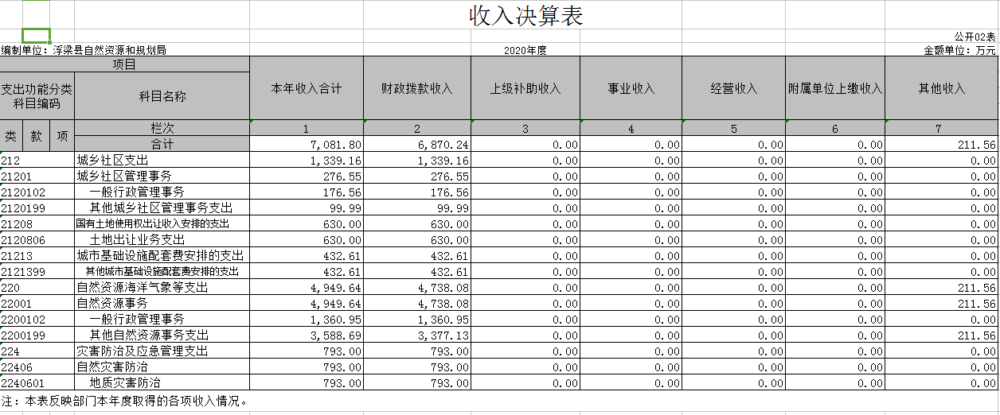 收入决算表
公开02表
编制单位：浮梁县自然资源和规划局 2020年度 金额单位：万元
项目 本年收入合计 财政拨款收入 上级补助收入 事业收入 经营收入 附属单位上缴收入 其他收入
支出功能分类科目编码 科目名称
类 款 项 栏次 1 2 3 4 5 6 7
合计 7,081.80 6,870.24 0.00 0.00 0.00 0.00 211.56
212 城乡社区支出 1,339.16 1,339.16 0.00 0.00 0.00 0.00 0.00
21201 城乡社区管理事务 276.55 276.55 0.00 0.00 0.00 0.00 0.00
2120102 一般行政管理事务 176.56 176.56 0.00 0.00 0.00 0.00 0.00
2120199 其他城乡社区管理事务支出 99.99 99.99 0.00 0.00 0.00 0.00 0.00
21208 国有土地使用权出让收入安排的支出 630.00 630.00 0.00 0.00 0.00 0.00 0.00
2120806 土地出让业务支出 630.00 630.00 0.00 0.00 0.00 0.00 0.00
21213 城市基础设施配套费安排的支出 432.61 432.61 0.00 0.00 0.00 0.00 0.00
2121399 其他城市基础设施配套费安排的支出 432.61 432.61 0.00 0.00 0.00 0.00 0.00
220 自然资源海洋气象等支出 4,949.64 4,738.08 0.00 0.00 0.00 0.00 211.56
22001 自然资源事务 4,949.64 4,738.08 0.00 0.00 0.00 0.00 211.56
2200102 一般行政管理事务 1,360.95 1,360.95 0.00 0.00 0.00 0.00 0.00
2200199 其他自然资源事务支出 3,588.69 3,377.13 0.00 0.00 0.00 0.00 211.56
224 灾害防治及应急管理支出 793.00 793.00 0.00 0.00 0.00 0.00 0.00
22406 自然灾害防治 793.00 793.00 0.00 0.00 0.00 0.00 0.00
2240601 地质灾害防治 793.00 793.00 0.00 0.00 0.00 0.00 0.00
注：本表反映部门本年度取得的各项收入情况。